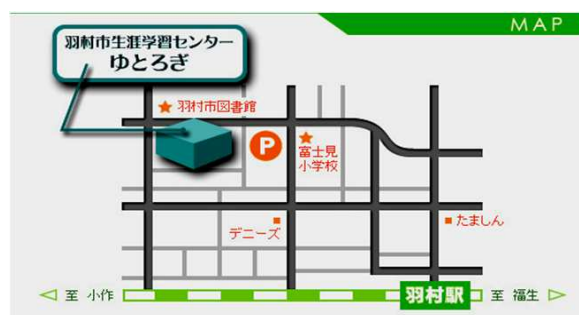 MAP
羽村市生涯学習センター
ゆとろぎ
羽村市図書館
P
富士見
小学校
デニーズ
たましん
至 小作
羽村駅
至 福生